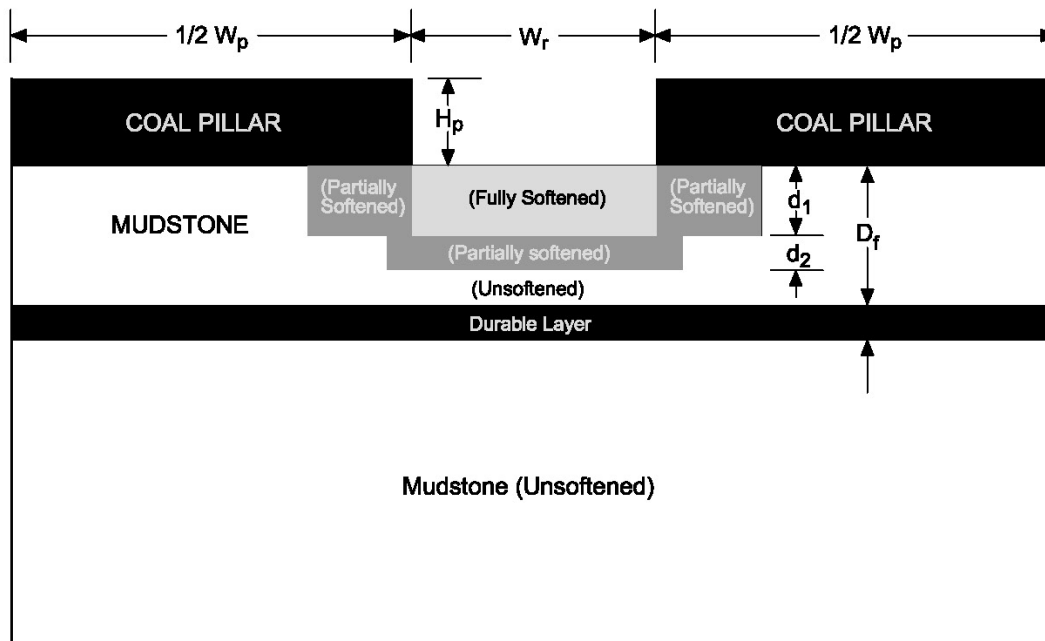 1/2 Wp
Wr
1/2 Wp
COAL PILLAR
Hp
COAL PILLAR
(Partially
Softened)
(Fully Softened)
(Partially
Softened)
d1
MUDSTONE
Df
(Partially softened)
d2
(Unsoftened)
Durable Layer
Mudstone (Unsoftened)